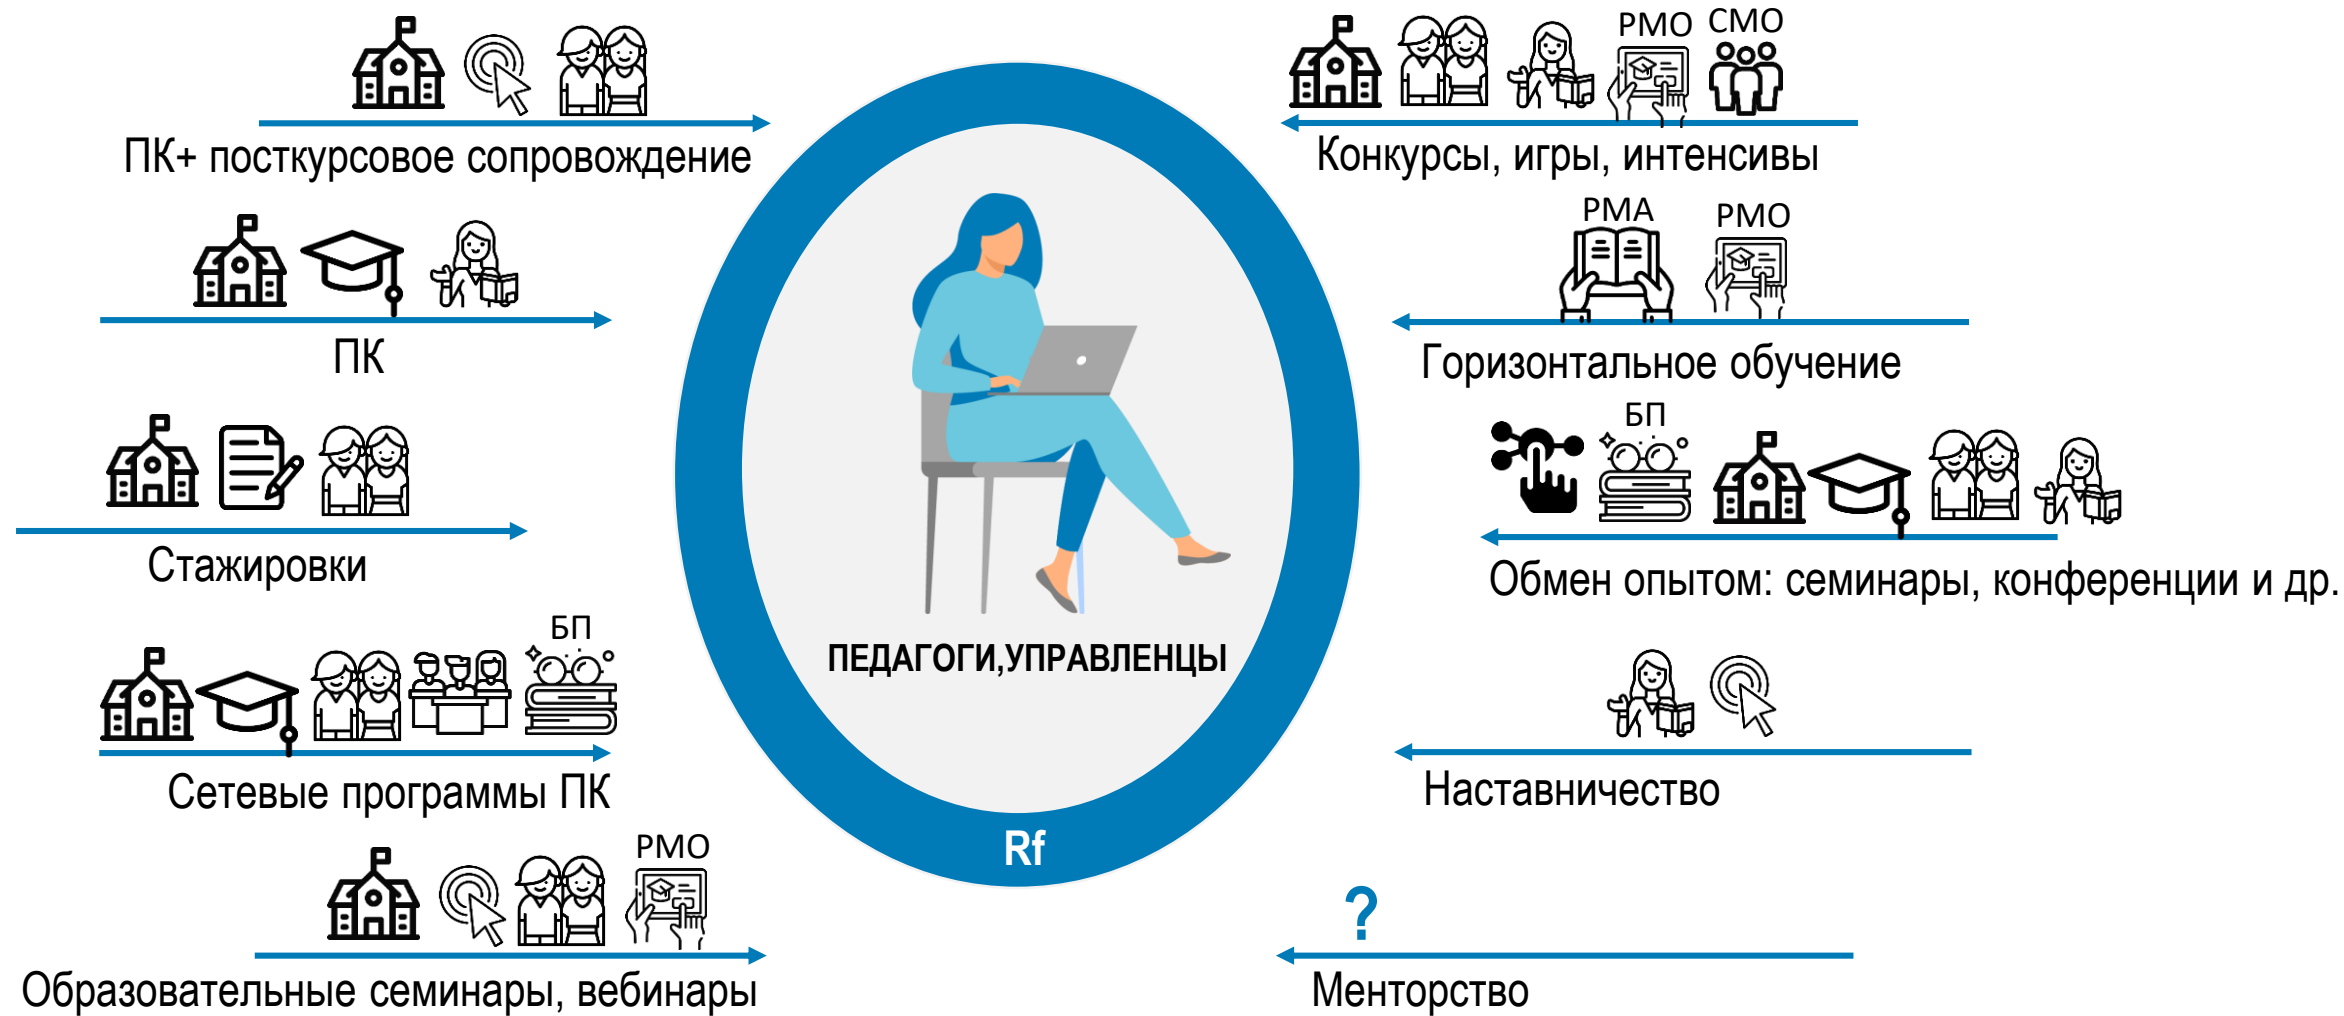 ПК+ посткурсовое сопровождение
ПК
Стажировки
БП
Сетевые программы ПК
РМО
Образовательные семинары, вебинары
ПЕДАГОГИ,УПРАВЛЕНЦЫ
Rf
РМО СМО
Конкурсы, игры, интенсивы
РМА РМО
Горизонтальное обучение
БП
Обмен опытом: семинары, конференции и др.
Наставничество
?
Менторство